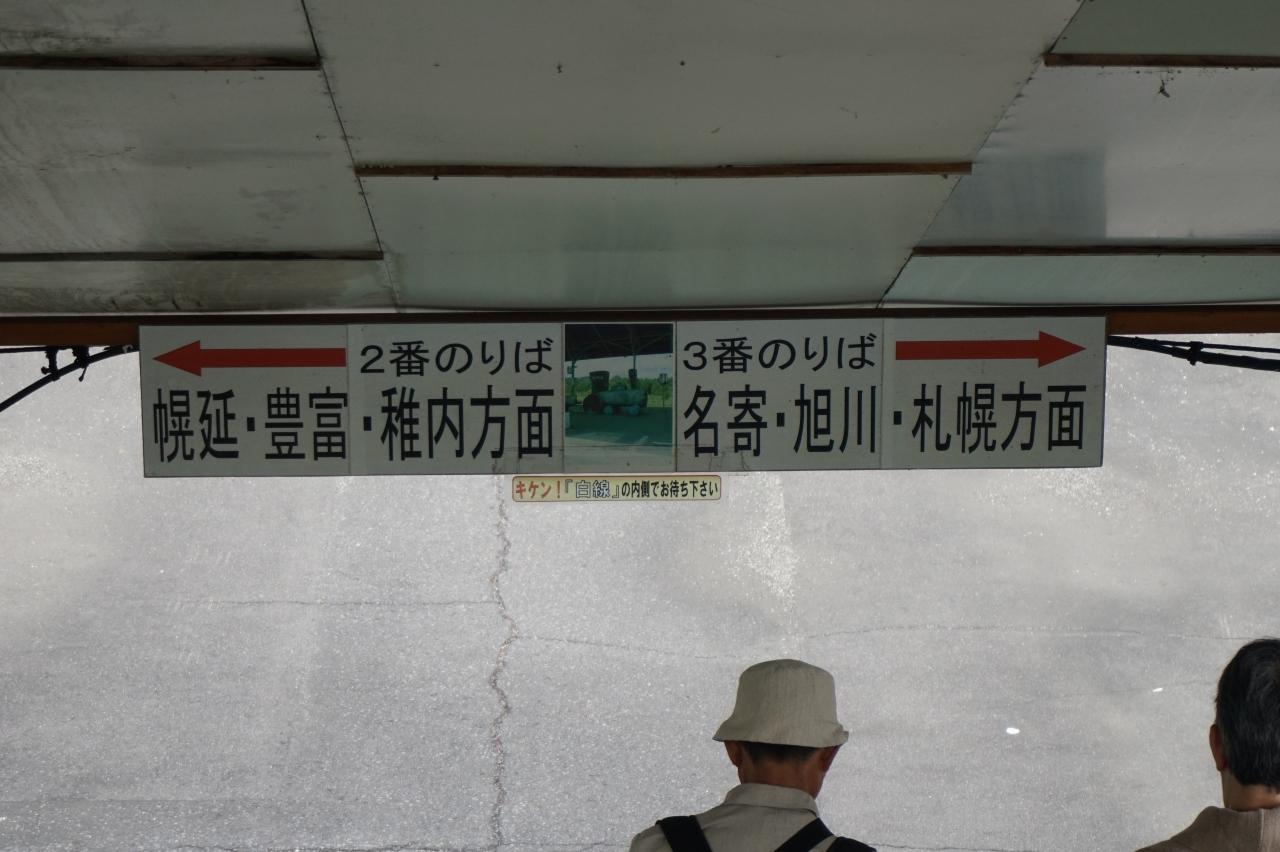 2番のりば
幌延・豊富・稚内方面
3番のりば
名寄・旭川・札幌方面
キケン！『白線』の内側でお待ち下さい